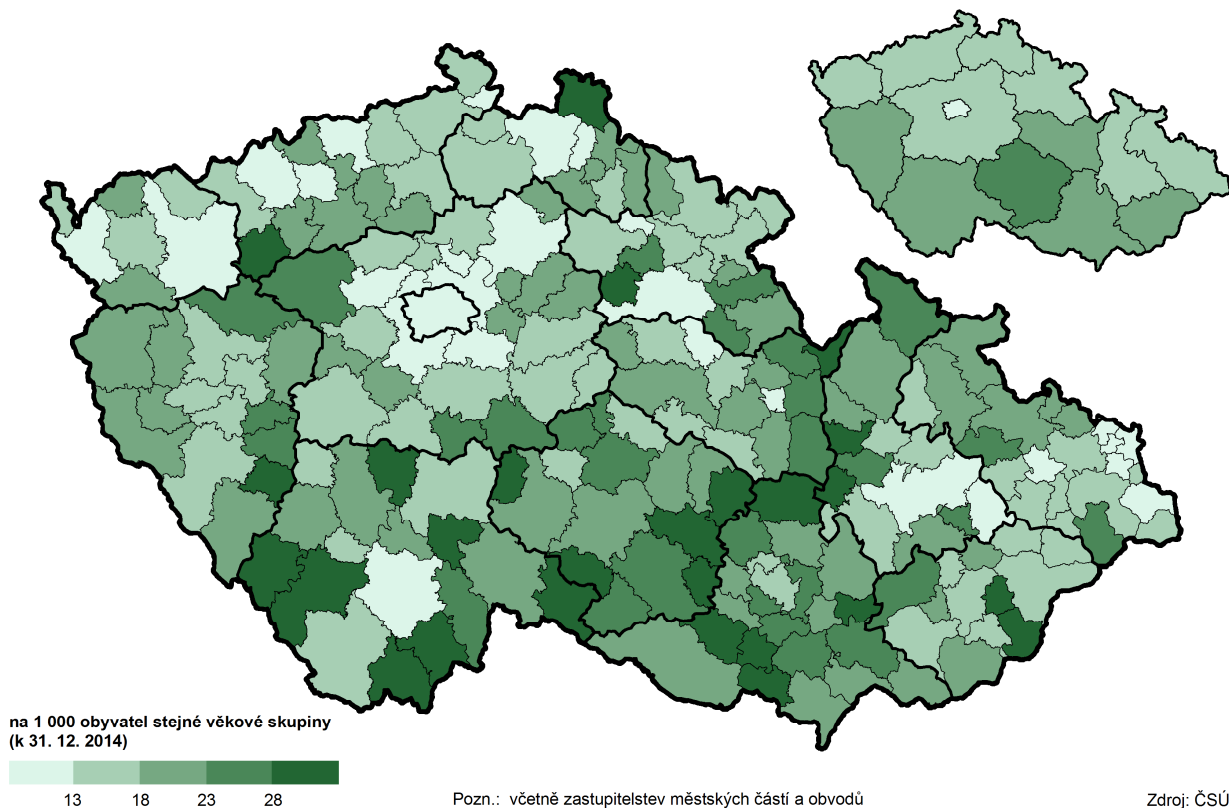 na 1 000 obyvatel stejné věkové skupiny
(k 31. 12. 2014)
13 18 23 28
Pozn.: včetně zastupitelstev městských částí a obvodů
Zdroj: ČSÚ